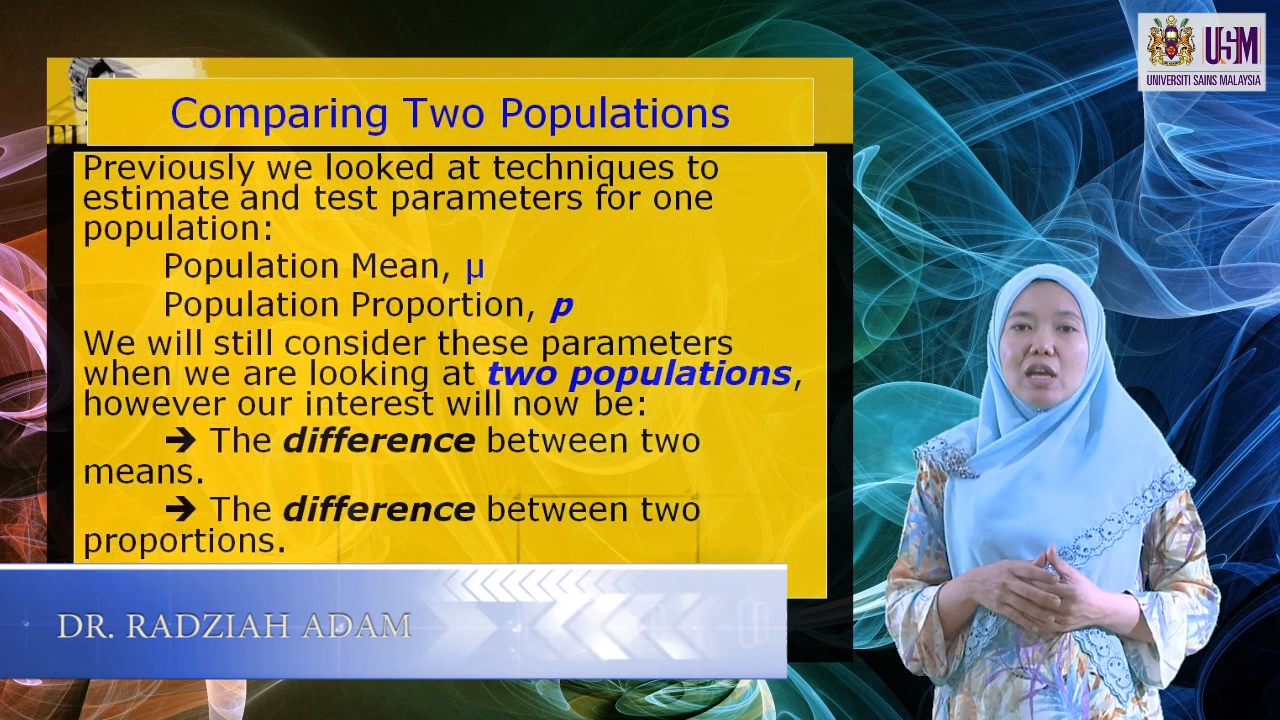 USM
UNIVERSITI SAINS MALAYSIA
Comparing Two Populations
Previously we looked at techniques to
estimate and test parameters for one
population:
Population Mean, µ
Population Proportion, p
We will still consider these parameters
when we are looking at two populations,
however our interest will now be:
➔ The difference between two
means.
➔ The difference between two
proportions.
DR. RADZIAH ADAM